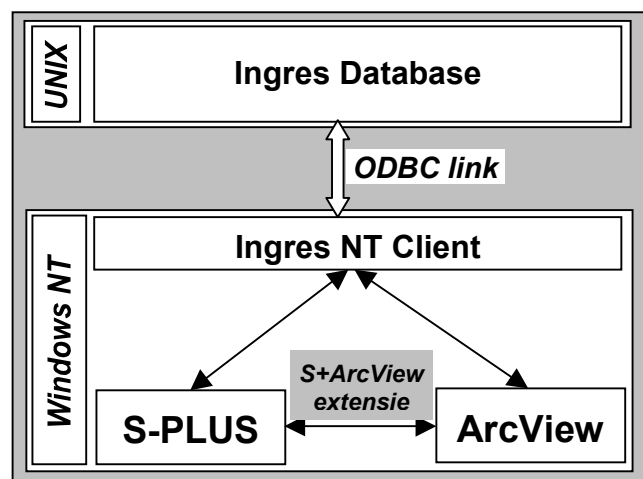 UNIX
Ingres Database
ODBC link
Windows NT
Ingres NT Client
S+ArcView
extensie
S-PLUS
ArcView